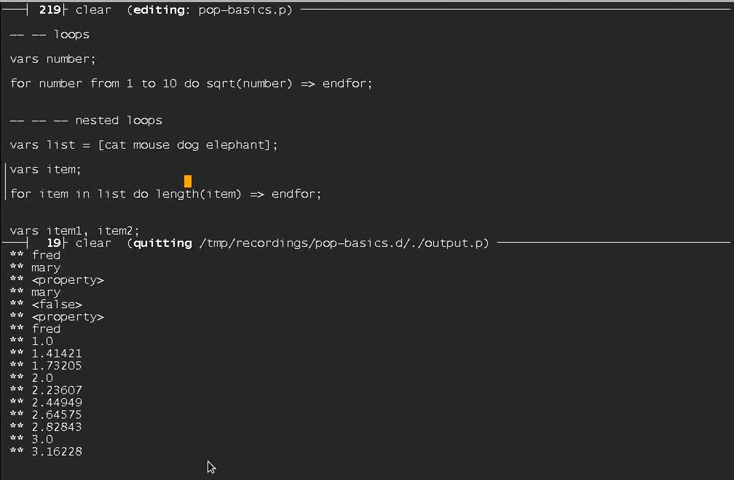 219 clear (editing: pop-basics.p)
-- -- loops
vars number;
for number from 1 to 10 do sqrt(number) => endfor;
-- -- -- nested loops
vars list = [cat mouse dog elephant];
vars item;
for item in list do length(item) => endfor;
vars item1, item2;
19 clear (quitting /tmp/recordings/pop-basics.d/./output.p)
** fred
** mary
** <property>
** mary
** <false>
** <property>
** fred
** 1.0
** 1.41421
** 1.73205
** 2.0
** 2.23607
** 2.44949
** 2.64575
** 2.82843
** 3.0
** 3.16228